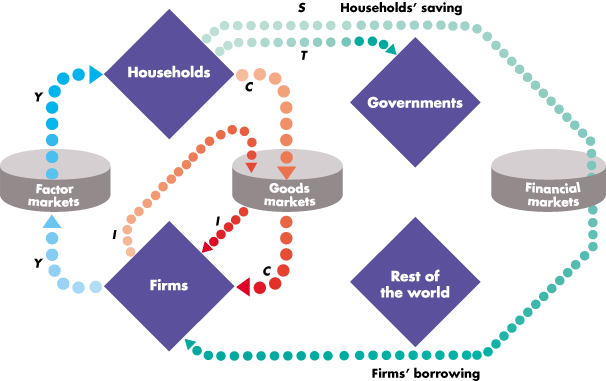 S
Households’ saving
T
Households
Y
C
Governments
Factor
markets
Goods
markets
Financial
markets
I
I
Y
C
Firms
Rest of
the world
Firms’ borrowing